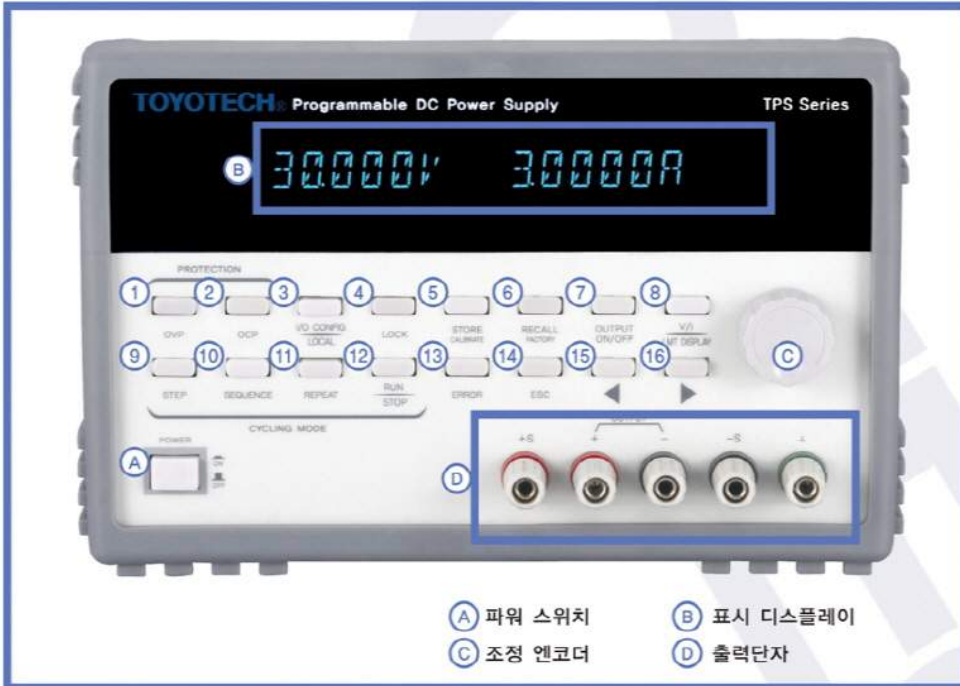 TOYOTECH® Programmable DC Power Supply TPS Series
B 30.000V 3.0000A
PROTECTION
1 2 3 4 5 6 7 8
OVP OCP I/O CONFIG LOCAL LOCK STORE CALIBRATE RECALL FACTORY OUTPUT ON/OFF V/I LMT DISPLAY
C
9 10 11 12 13 14 15 16
STEP SEQUENCE REPEAT RUN STOP ERROR ESC ◀ ▶
CYCLING MODE
OUTPUT
POWER
+S + - -S ⏚
A ON OFF
D
A 파워 스위치 B 표시 디스플레이
C 조정 엔코더 D 출력단자